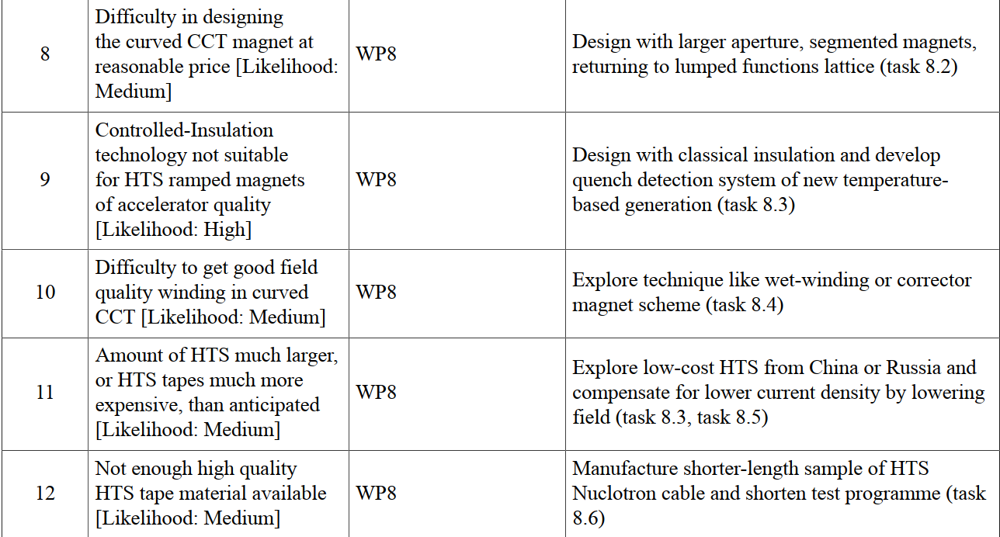 8
Difficulty in designing
the curved CCT magnet at
reasonable price [Likelihood:
Medium]
WP8
Design with larger aperture, segmented magnets,
returning to lumped functions lattice (task 8.2)
9
Controlled-Insulation
technology not suitable
for HTS ramped magnets
of accelerator quality
[Likelihood: High]
WP8
Design with classical insulation and develop
quench detection system of new temperature-
based generation (task 8.3)
10
Difficulty to get good field
quality winding in curved
CCT [Likelihood: Medium]
WP8
Explore technique like wet-winding or corrector
magnet scheme (task 8.4)
11
Amount of HTS much larger,
or HTS tapes much more
expensive, than anticipated
[Likelihood: Medium]
WP8
Explore low-cost HTS from China or Russia and
compensate for lower current density by lowering
field (task 8.3, task 8.5)
12
Not enough high quality
HTS tape material available
[Likelihood: Medium]
WP8
Manufacture shorter-length sample of HTS
Nuclotron cable and shorten test programme (task
8.6)